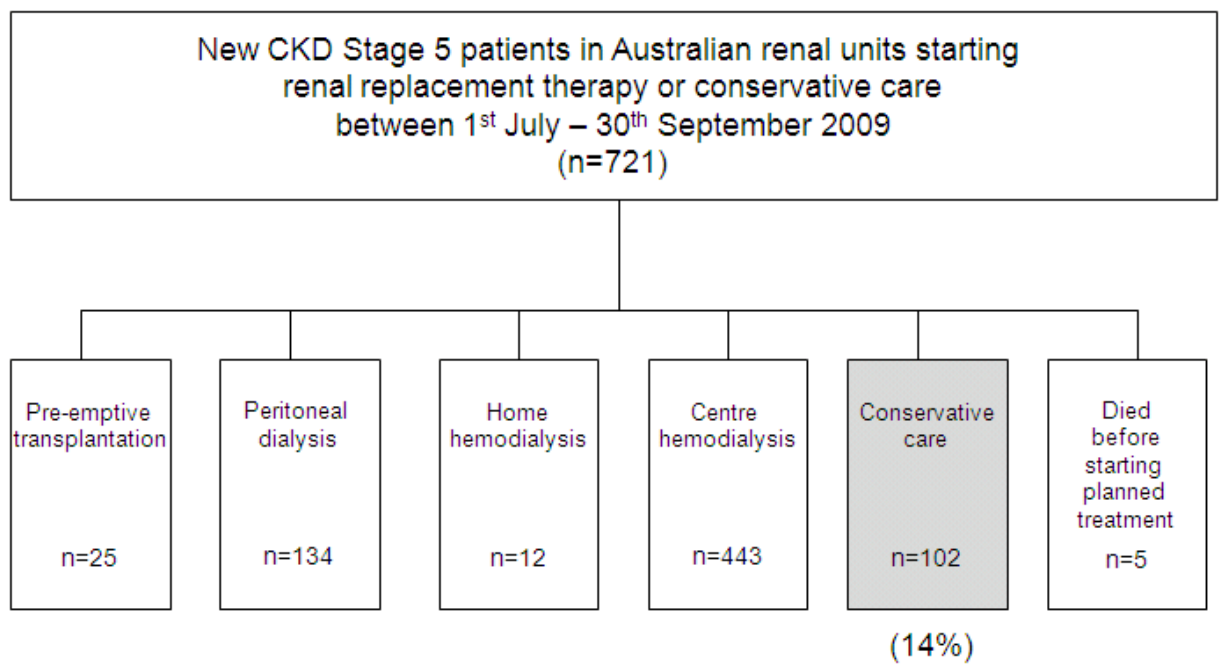 New CKD Stage 5 patients in Australian renal units starting
renal replacement therapy or conservative care
between 1st July – 30th September 2009
(n=721)
Pre-emptive
transplantation
n=25
Peritoneal
dialysis
n=134
Home
hemodialysis
n=12
Centre
hemodialysis
n=443
Conservative
care
n=102
(14%)
Died
before
starting
planned
treatment
n=5